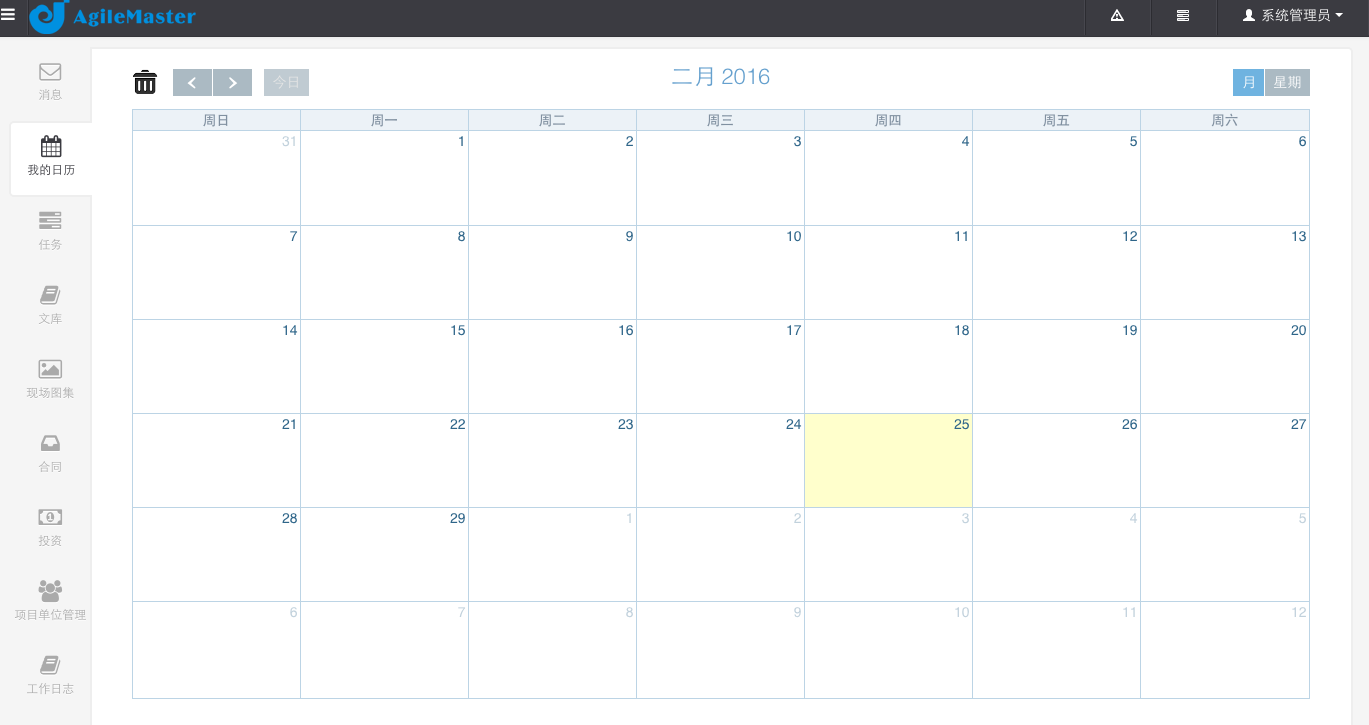 AgileMaster
系统管理员
消息
我的日历
任务
文库
现场图集
合同
投资
项目单位管理
工作日志
今日
二月 2016
月 星期
周日 周一 周二 周三 周四 周五 周六
31 1 2 3 4 5 6
7 8 9 10 11 12 13
14 15 16 17 18 19 20
21 22 23 24 25 26 27
28 29 1 2 3 4 5
6 7 8 9 10 11 12